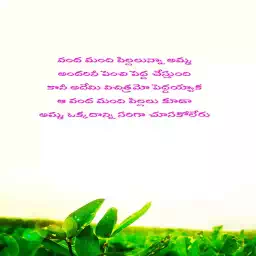 వంద మంది పిల్లలున్నా అమ్మ
అందరినీ పెంచి పెద్ద చేస్తుంది
కానీ అదేమి విచిత్రమో పెద్దయ్యాక
ఆ వంద మంది పిల్లలు కూడా
అమ్మ ఒక్కదాన్ని సరిగా చూసుకోలేరు